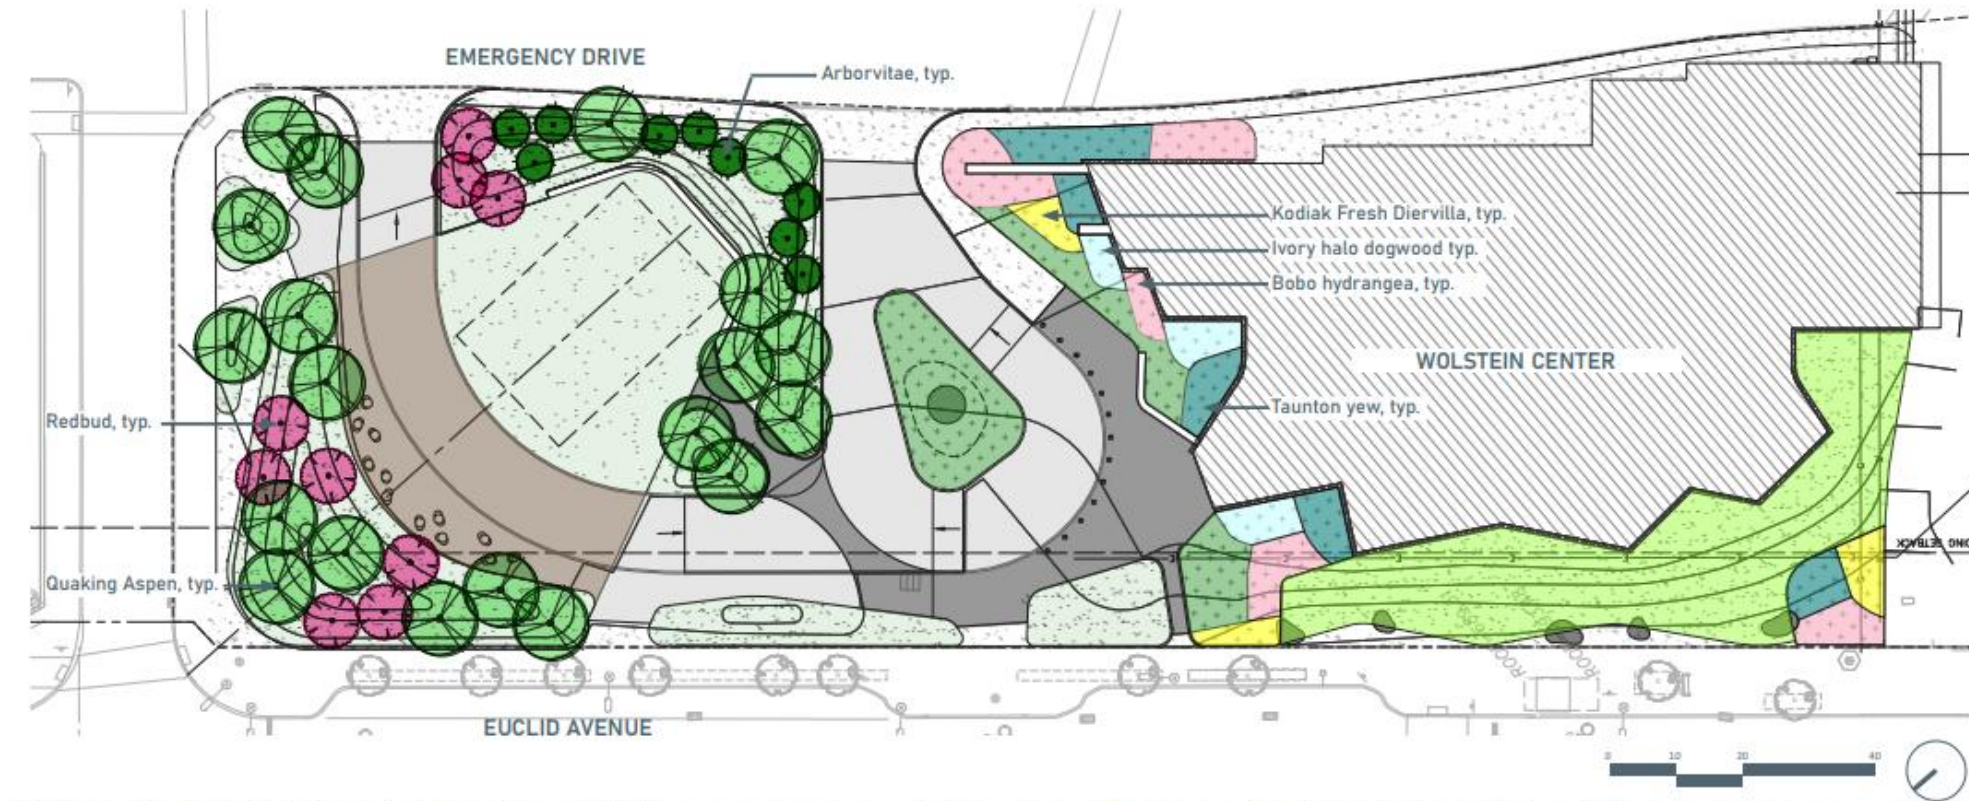 EMERGENCY DRIVE
Arborvitae, typ.
Kodiak Fresh Diervilla, typ.
Ivory halo dogwood typ.
Bobo hydrangea, typ.
WOLSTEIN CENTER
Taunton yew, typ.
Redbud, typ.
Quaking Aspen, typ.
EUCLID AVENUE
0 10 20 40